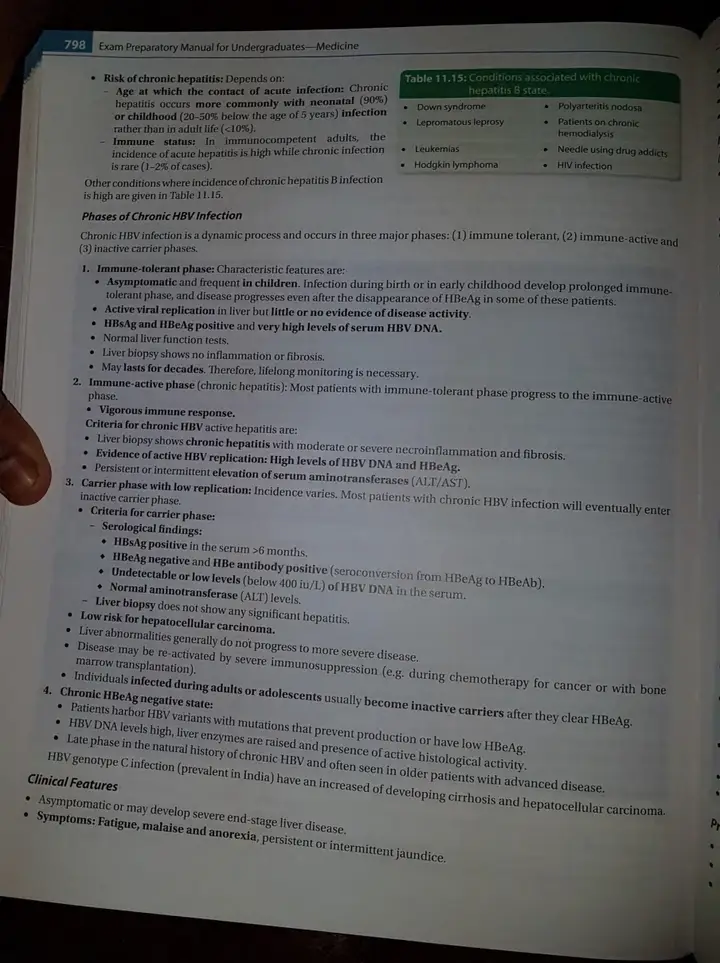 798 Exam Preparatory Manual for Undergraduates—Medicine
• Risk of chronic hepatitis: Depends on:
– Age at which the contact of acute infection: Chronic
hepatitis occurs more commonly with neonatal (90%)
or childhood (20–50% below the age of 5 years) infection
rather than in adult life (<10%).
– Immune status: In immunocompetent adults, the
incidence of acute hepatitis is high while chronic infection
is rare (1–2% of cases).
Other conditions where incidence of chronic hepatitis B infection
is high are given in Table 11.15.
Table 11.15: Conditions associated with chronic
hepatitis B state.
• Down syndrome • Polyarteritis nodosa
• Lepromatous leprosy • Patients on chronic
hemodialysis
• Leukemias • Needle using drug addicts
• Hodgkin lymphoma • HIV infection
Phases of Chronic HBV Infection
Chronic HBV infection is a dynamic process and occurs in three major phases: (1) immune tolerant, (2) immune-active and
(3) inactive carrier phases.
1. Immune-tolerant phase: Characteristic features are:
• Asymptomatic and frequent in children. Infection during birth or in early childhood develop prolonged immune-
tolerant phase, and disease progresses even after the disappearance of HBeAg in some of these patients.
• Active viral replication in liver but little or no evidence of disease activity.
• HBsAg and HBeAg positive and very high levels of serum HBV DNA.
• Normal liver function tests.
• Liver biopsy shows no inflammation or fibrosis.
• May lasts for decades. Therefore, lifelong monitoring is necessary.
2. Immune-active phase (chronic hepatitis): Most patients with immune-tolerant phase progress to the immune-active
phase.
• Vigorous immune response.
Criteria for chronic HBV active hepatitis are:
• Liver biopsy shows chronic hepatitis with moderate or severe necroinflammation and fibrosis.
• Evidence of active HBV replication: High levels of HBV DNA and HBeAg.
• Persistent or intermittent elevation of serum aminotransferases (ALT/AST).
3. Carrier phase with low replication: Incidence varies. Most patients with chronic HBV infection will eventually enter
inactive carrier phase.
• Criteria for carrier phase:
– Serological findings:
◆ HBsAg positive in the serum >6 months.
◆ HBeAg negative and HBe antibody positive (seroconversion from HBeAg to HBeAb).
◆ Undetectable or low levels (below 400 iu/L) of HBV DNA in the serum.
◆ Normal aminotransferase (ALT) levels.
– Liver biopsy does not show any significant hepatitis.
• Low risk for hepatocellular carcinoma.
• Liver abnormalities generally do not progress to more severe disease.
• Disease may be re-activated by severe immunosuppression (e.g. during chemotherapy for cancer or with bone
marrow transplantation).
• Individuals infected during adults or adolescents usually become inactive carriers after they clear HBeAg.
4. Chronic HBeAg negative state:
• Patients harbor HBV variants with mutations that prevent production or have low HBeAg.
• HBV DNA levels high, liver enzymes are raised and presence of active histological activity.
• Late phase in the natural history of chronic HBV and often seen in older patients with advanced disease.
HBV genotype C infection (prevalent in India) have an increased of developing cirrhosis and hepatocellular carcinoma.
Clinical Features
• Asymptomatic or may develop severe end-stage liver disease.
• Symptoms: Fatigue, malaise and anorexia, persistent or intermittent jaundice.